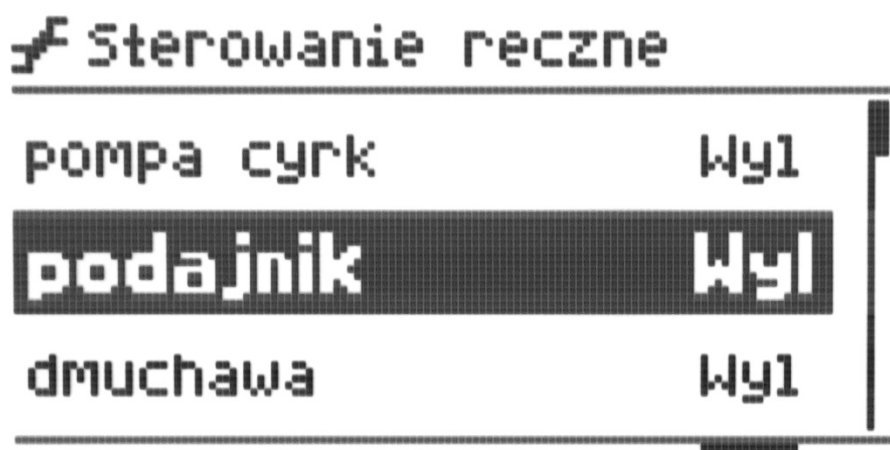 Sterowanie reczne
pompa cyrk Wyl
podajnik Wyl
dmuchawa Wyl